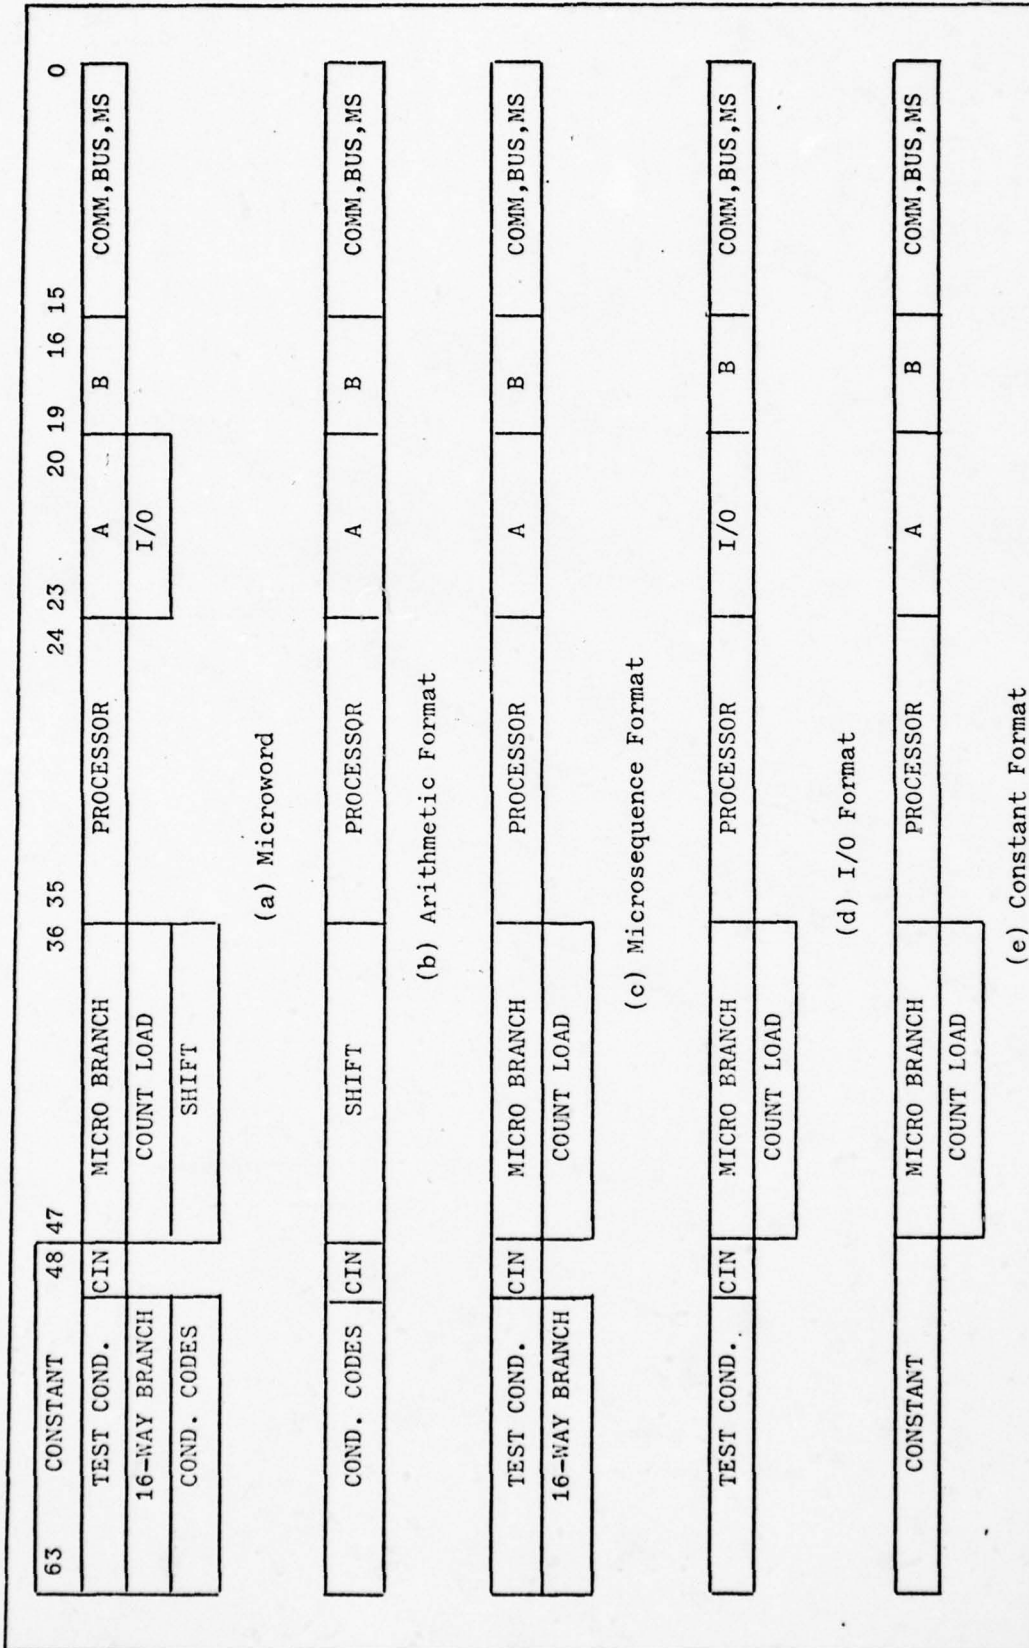 63 CONSTANT 48 47 36 35 24 23 20 19 16 15 0
TEST COND. CIN MICRO BRANCH PROCESSOR A B COMM,BUS,MS
16-WAY BRANCH COUNT LOAD I/O
COND. CODES SHIFT
(a) Microword
COND. CODES CIN SHIFT PROCESSOR A B COMM,BUS,MS
(b) Arithmetic Format
TEST COND. CIN MICRO BRANCH PROCESSOR A B COMM,BUS,MS
16-WAY BRANCH COUNT LOAD
(c) Microsequence Format
TEST COND. CIN MICRO BRANCH PROCESSOR I/O B COMM,BUS,MS
COUNT LOAD
(d) I/O Format
CONSTANT MICRO BRANCH PROCESSOR A B COMM,BUS,MS
COUNT LOAD
(e) Constant Format